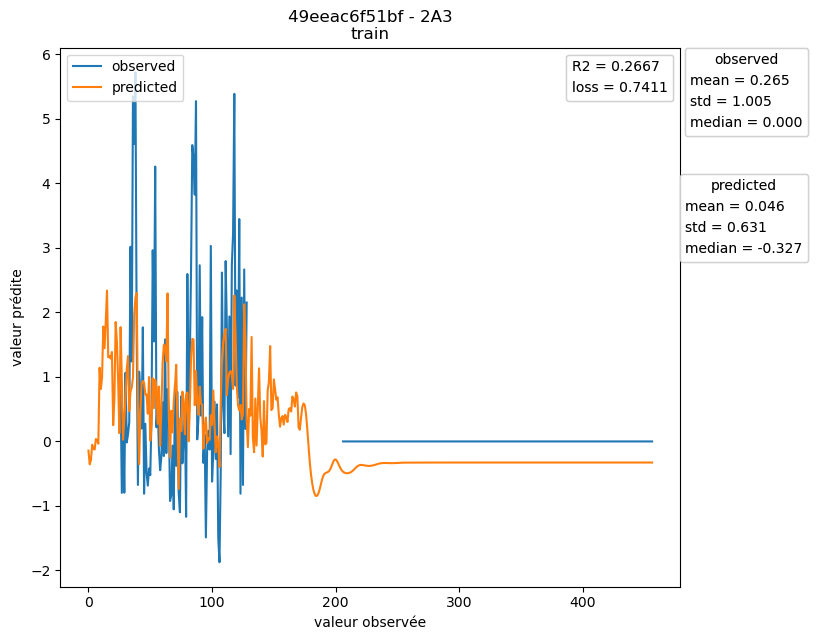 49eeac6f51bf - 2A3
train
observed
predicted
R2 = 0.2667
loss = 0.7411
observed
mean = 0.265
std = 1.005
median = 0.000
predicted
mean = 0.046
std = 0.631
median = -0.327
6
5
4
3
2
1
0
−1
−2
valeur prédite
0
100
200
300
400
valeur observée